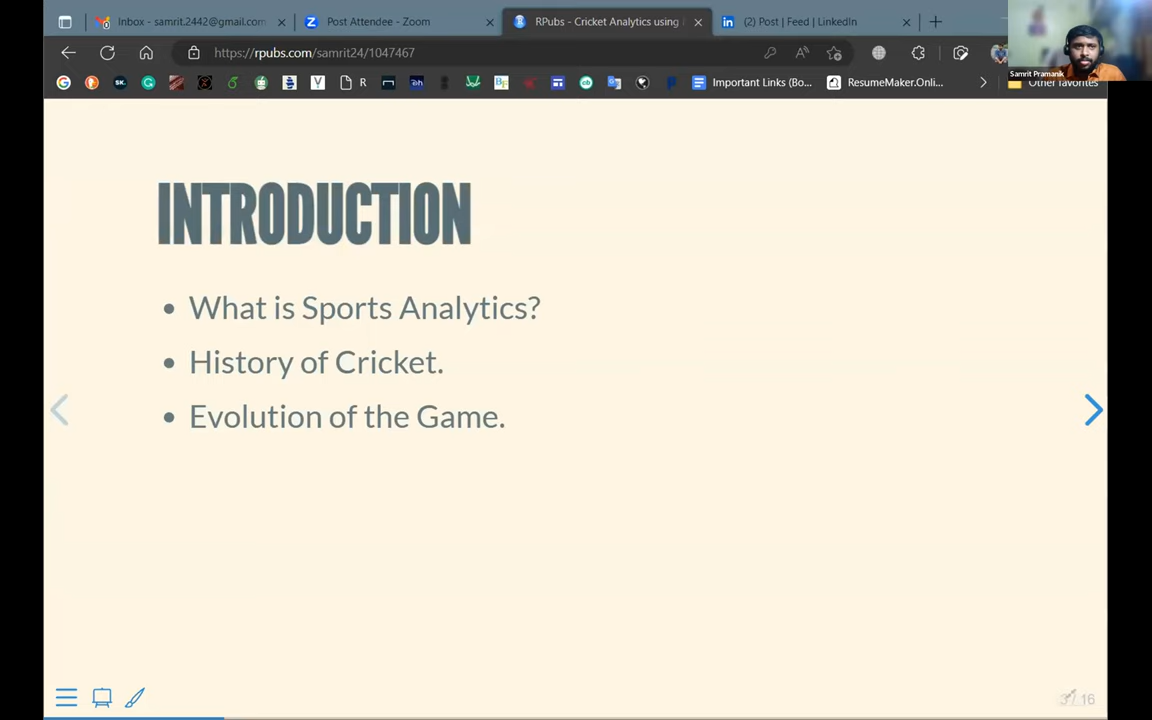 Inbox - samrit.2442@gmail.com
Post Attendee - Zoom
RPubs - Cricket Analytics using
(2) Post | Feed | LinkedIn
https://rpubs.com/samrit24/1047467
Samrit Pramanik
R
Important Links (Bo...
ResumeMaker.Onli...
Other favorites
INTRODUCTION
• What is Sports Analytics?
• History of Cricket.
• Evolution of the Game.
3 / 16